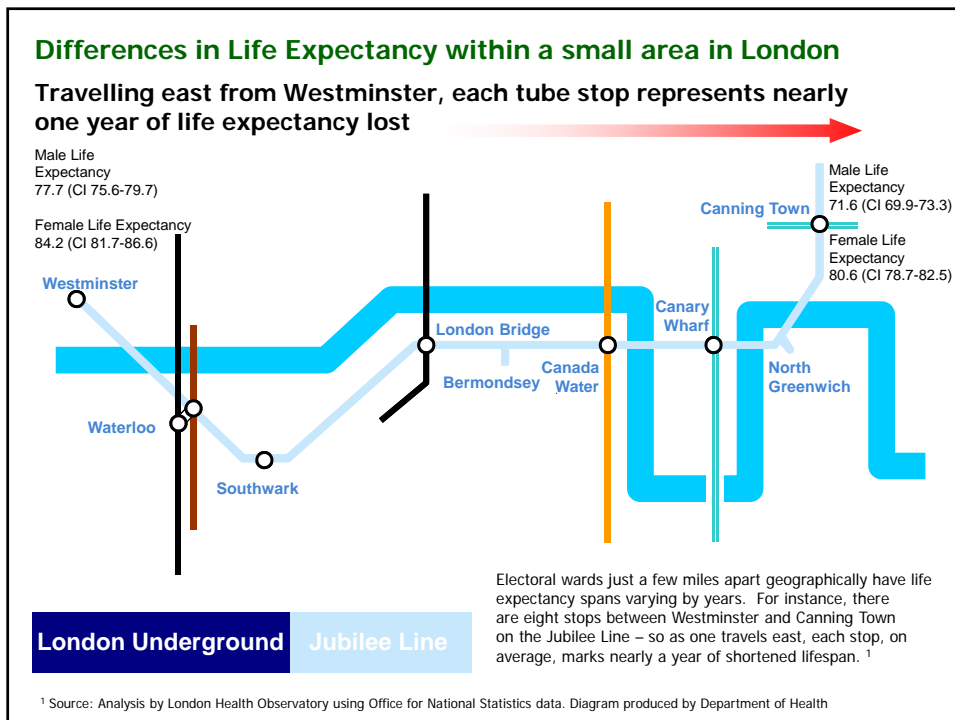 Differences in Life Expectancy within a small area in London
Travelling east from Westminster, each tube stop represents nearly
one year of life expectancy lost
Male Life
Expectancy
77.7 (CI 75.6-79.7)
Female Life Expectancy
84.2 (CI 81.7-86.6)
Male Life
Expectancy
71.6 (CI 69.9-73.3)
Female Life
Expectancy
80.6 (CI 78.7-82.5)
Westminster
Waterloo
Southwark
London Bridge
Bermondsey
Canada
Water
Canary
Wharf
North
Greenwich
Canning Town
Electoral wards just a few miles apart geographically have life
expectancy spans varying by years. For instance, there
are eight stops between Westminster and Canning Town
on the Jubilee Line – so as one travels east, each stop, on
average, marks nearly a year of shortened lifespan. 1
London Underground
Jubilee Line
1 Source: Analysis by London Health Observatory using Office for National Statistics data. Diagram produced by Department of Health